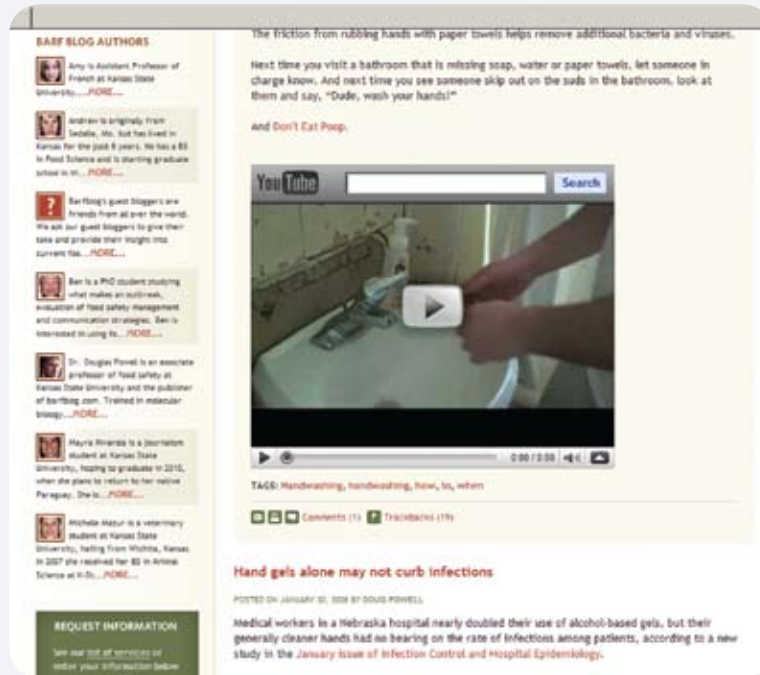 BARF BLOG AUTHORS
Amy is Assistant Professor of
French at Kansas State
University....MORE...
Andrew is originally from
Sedalia, Mo. but has lived in
Kansas for the past 8 years. He has a BS
in Food Science and is starting graduate
school in th...MORE...
?
Barfblog's guest bloggers are
friends from all over the world.
We ask our guest bloggers to give their
take and provide their insight into
current foo...MORE...
Ben is a PhD student studying
what makes an outbreak,
evaluation of food safety management
and communication strategies. Ben is
interested in using its...MORE...
Dr. Douglas Powell is an associate
professor of food safety at
Kansas State University and the publisher
of barfblog.com. Trained in molecular
biology...MORE...
Mayra Rivarola is a journalism
student at Kansas State
University, hoping to graduate in 2010,
when she plans to return to her native
Paraguay. She is...MORE...
Michelle Mazur is a veterinary
student at Kansas State
University, hailing from Wichita, Kansas
In 2007 she received her BS in Animal
Science at K-St...MORE...
REQUEST INFORMATION
See our list of services or
enter your information below
The friction from rubbing hands with paper towels helps remove additional bacteria and viruses.
Next time you visit a bathroom that is missing soap, water or paper towels, let someone in
charge know. And next time you see someone skip out on the suds in the bathroom, look at
them and say, "Dude, wash your hands!"
And Don't Eat Poop.
YouTube Search
0:00 /
TAGS: Handwashing, handwashing, how, to, when
Comments (1) Trackbacks (19)
Hand gels alone may not curb infections
POSTED ON JANUARY BY DOUG POWELL
Medical workers in a Nebraska hospital nearly doubled their use of alcohol-based gels, but their
generally cleaner hands had no bearing on the rate of infections among patients, according to a new
study in the January issue of Infection Control and Hospital Epidemiology.